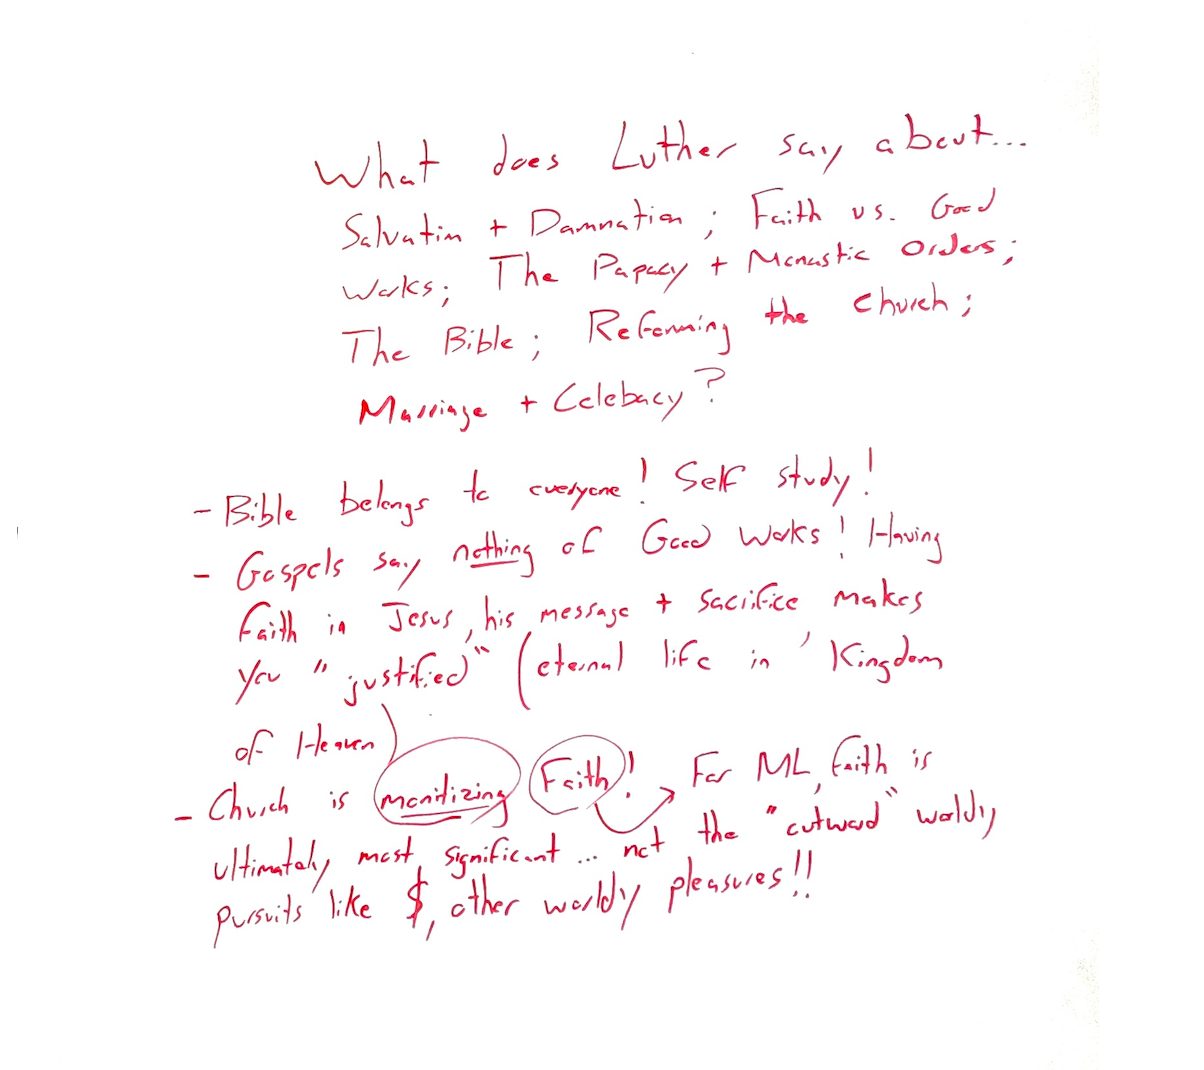 What does Luther say about...
Salvation + Damnation; Faith vs. Good
Works; The Papacy + Monastic Orders;
The Bible; Reforming the Church;
Marriage + Celebacy?
- Bible belongs to everyone! Self study!
- Gospels say nothing of Good Works! Having
Faith in Jesus, his message + sacrifice makes
you "justified" (eternal life in ' Kingdom
of Heaven)
- Church is monitizing Faith! → For ML, faith is
ultimately most significant... not the "outward" worldly
pursuits like $, other worldy pleasures!!